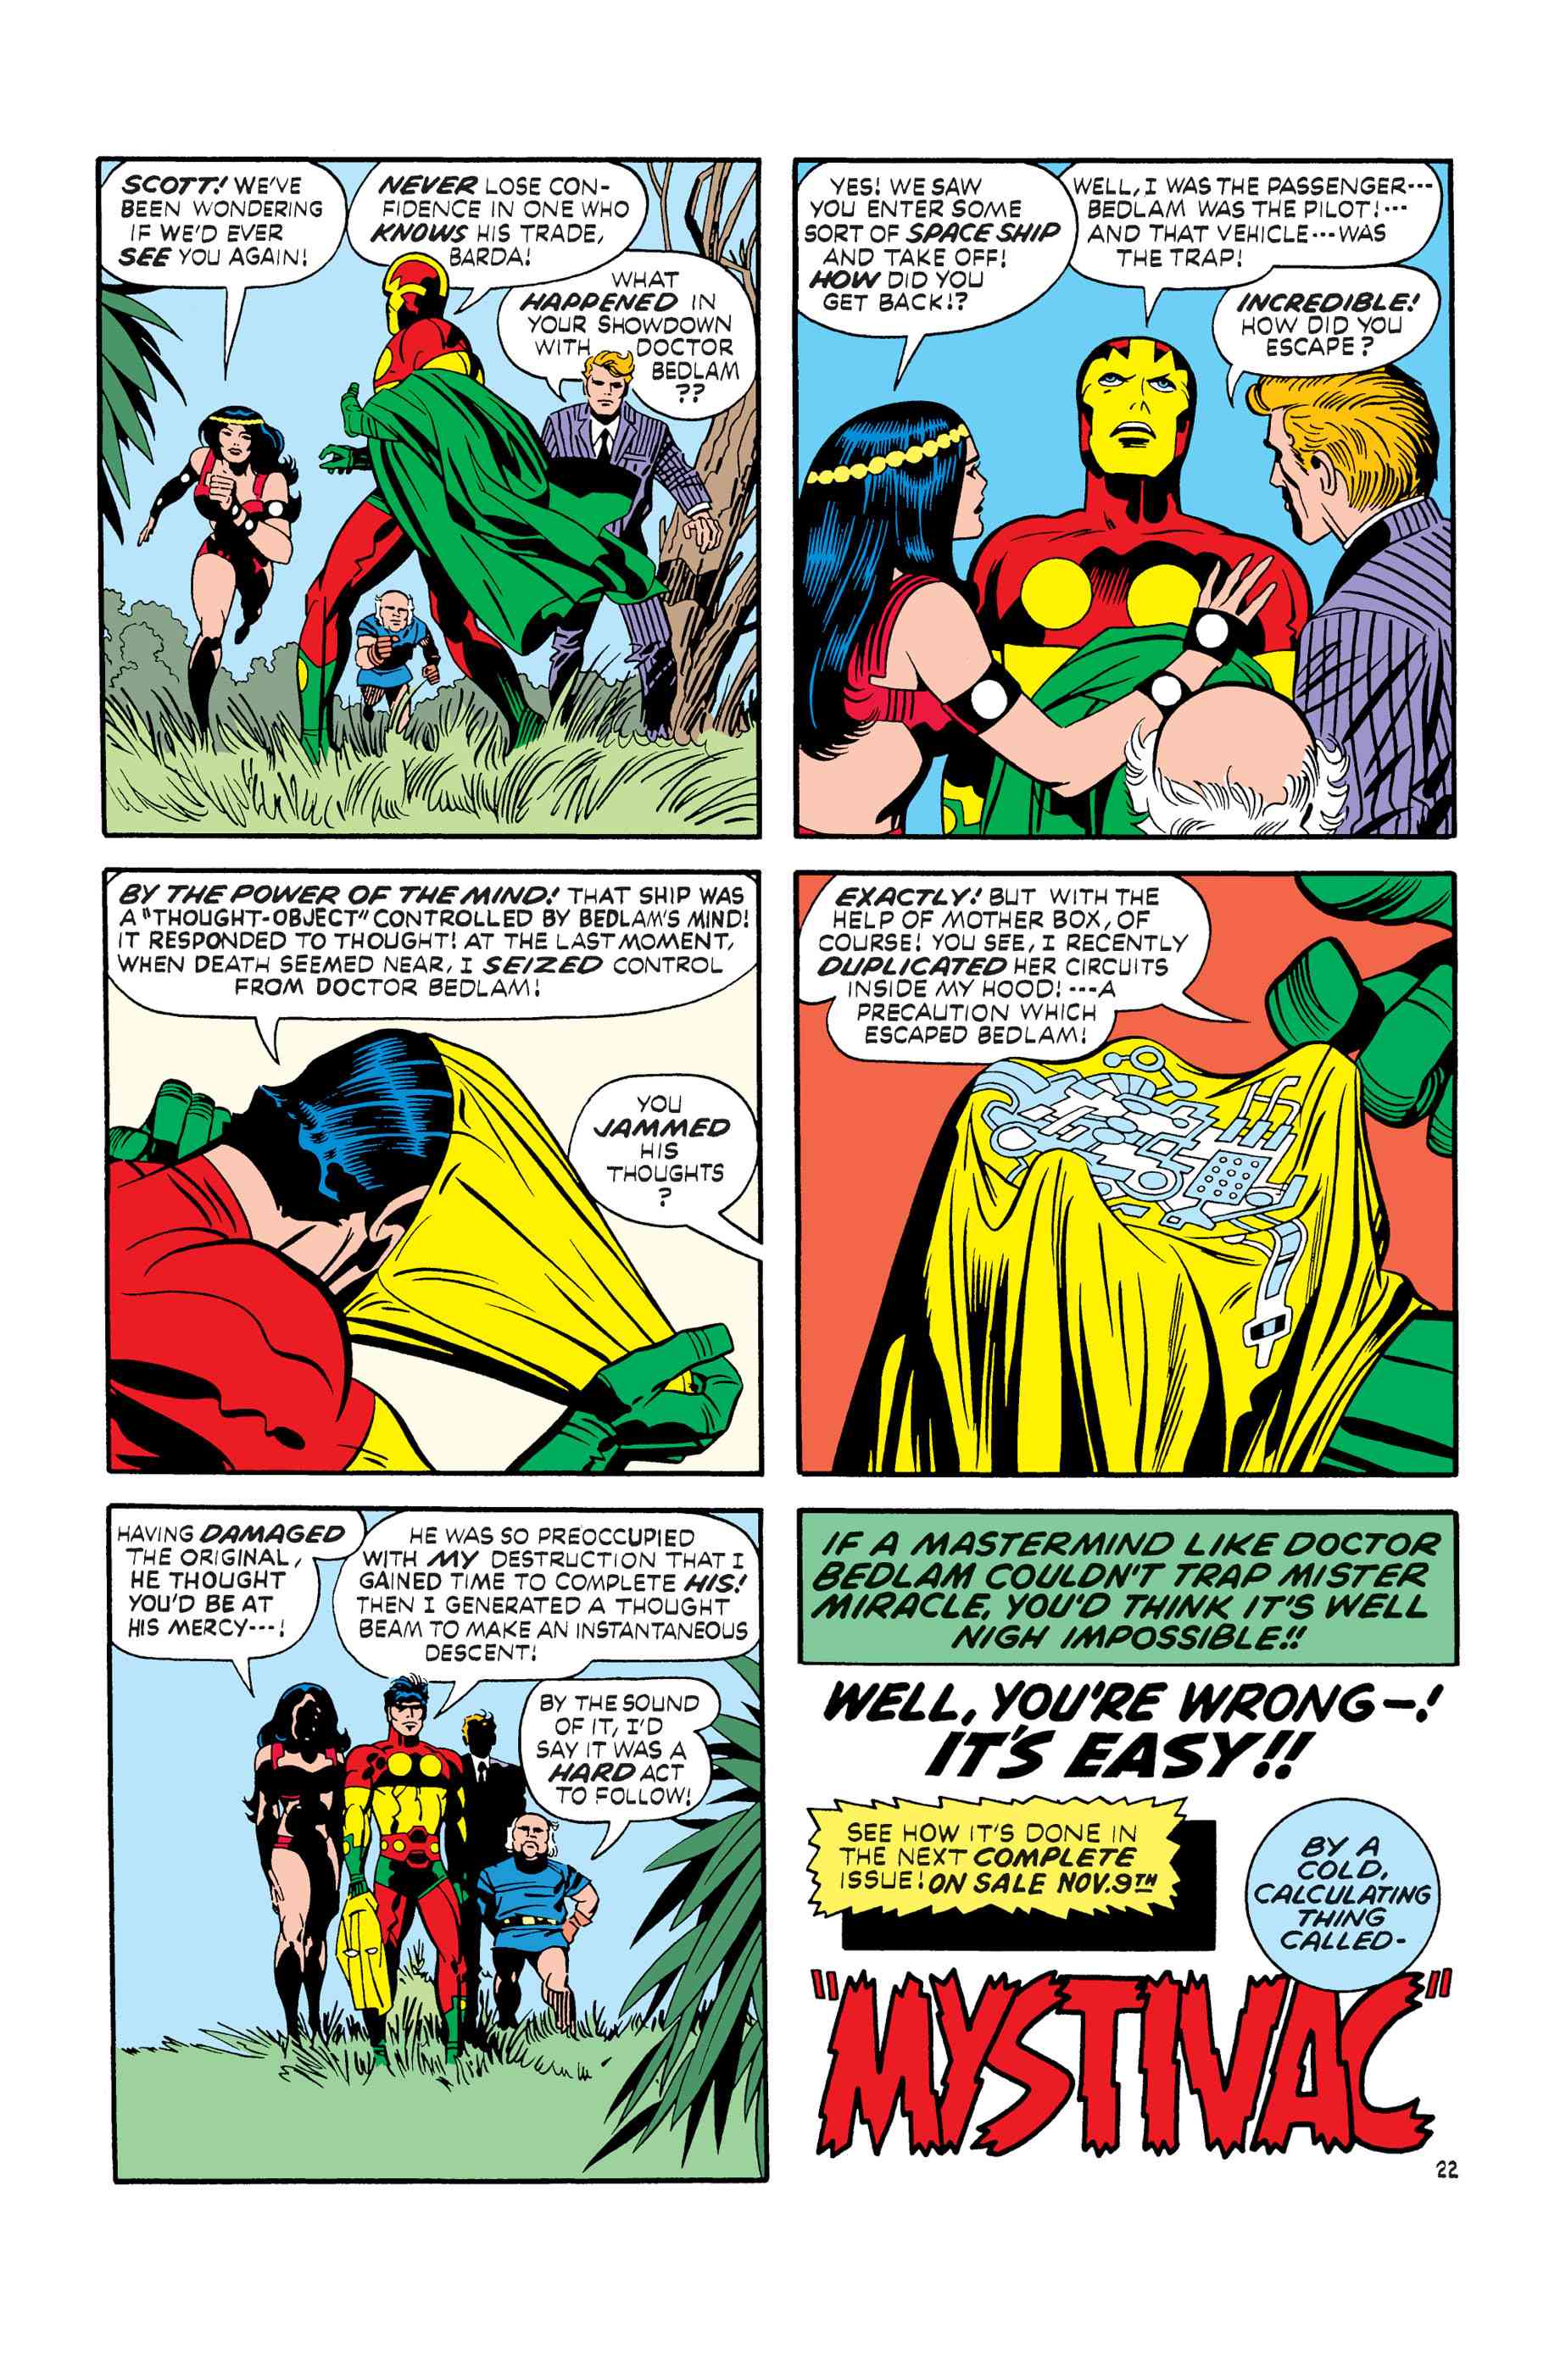 SCOTT! WE'VE
BEEN WONDERING
IF WE'D EVER
SEE YOU AGAIN!
NEVER LOSE CON-
FIDENCE IN ONE WHO
KNOWS HIS TRADE,
BARDA!
WHAT
HAPPENED IN
YOUR SHOWDOWN
WITH DOCTOR
BEDLAM
??
YES! WE SAW
YOU ENTER SOME
SORT OF SPACE SHIP
AND TAKE OFF!
HOW DID YOU
GET BACK!?
WELL, I WAS THE PASSENGER---
BEDLAM WAS THE PILOT!---
AND THAT VEHICLE---WAS
THE TRAP!
INCREDIBLE!
HOW DID YOU
ESCAPE?
BY THE POWER OF THE MIND! THAT SHIP WAS
A "THOUGHT-OBJECT" CONTROLLED BY BEDLAM'S MIND!
IT RESPONDED TO THOUGHT! AT THE LAST MOMENT,
WHEN DEATH SEEMED NEAR, I SEIZED CONTROL
FROM DOCTOR BEDLAM!
YOU
JAMMED
HIS
THOUGHTS
?
EXACTLY! BUT WITH THE
HELP OF MOTHER BOX, OF
COURSE! YOU SEE, I RECENTLY
DUPLICATED HER CIRCUITS
INSIDE MY HOOD! ---A
PRECAUTION WHICH
ESCAPED BEDLAM!
HAVING DAMAGED
THE ORIGINAL,
HE THOUGHT
YOU'D BE AT
HIS MERCY---!
HE WAS SO PREOCCUPIED
WITH MY DESTRUCTION THAT I
GAINED TIME TO COMPLETE HIS!
THEN I GENERATED A THOUGHT
BEAM TO MAKE AN INSTANTANEOUS
DESCENT!
BY THE SOUND
OF IT, I'D
SAY IT WAS A
HARD ACT
TO FOLLOW!
IF A MASTERMIND LIKE DOCTOR
BEDLAM COULDN'T TRAP MISTER
MIRACLE, YOU'D THINK IT'S WELL
NIGH IMPOSSIBLE!!
WELL, YOU'RE WRONG—!
IT'S EASY!!
SEE HOW IT'S DONE IN
THE NEXT COMPLETE
ISSUE! ON SALE NOV. 9TH
BY A
COLD,
CALCULATING
THING
CALLED-
"MYSTIVAC"
22